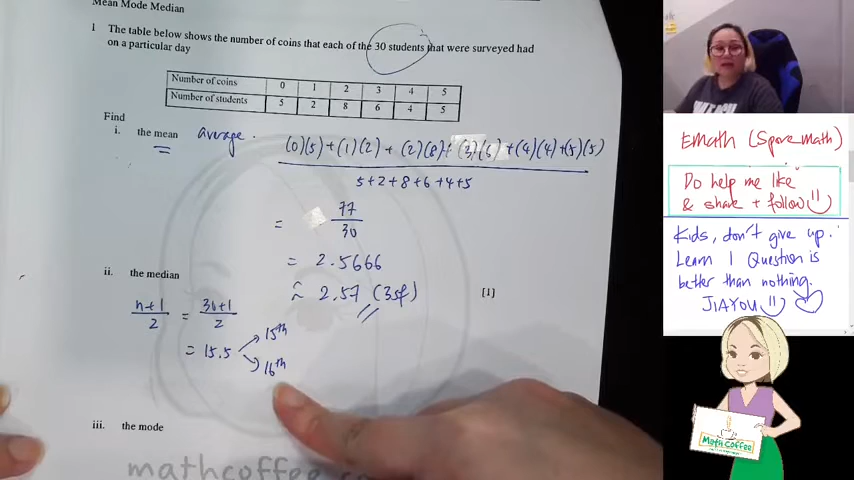 Mean Mode Median
1 The table below shows the number of coins that each of the 30 students that were surveyed had
on a particular day
Number of coins 0 1 2 3 4 5
Number of students 5 2 8 6 4 5
Find
i. the mean average.
(0)(5)+(1)(2) + (2)(8)+(3)(6)+(4)(4)+(5)(5)
5+2+8+6+4+5
= 77
30
= 2.5666
≈ 2.57 (3sf)
[1]
ii. the median
n+1 = 30+1
2 2
= 15.5
15th
16th
iii. the mode
mathcoffee
Emath (Spore math)
Do help me like
& share + follow
Kids, don't give up.
Learn 1 Question is
better than nothing.
JIAYOU
Math Coffee